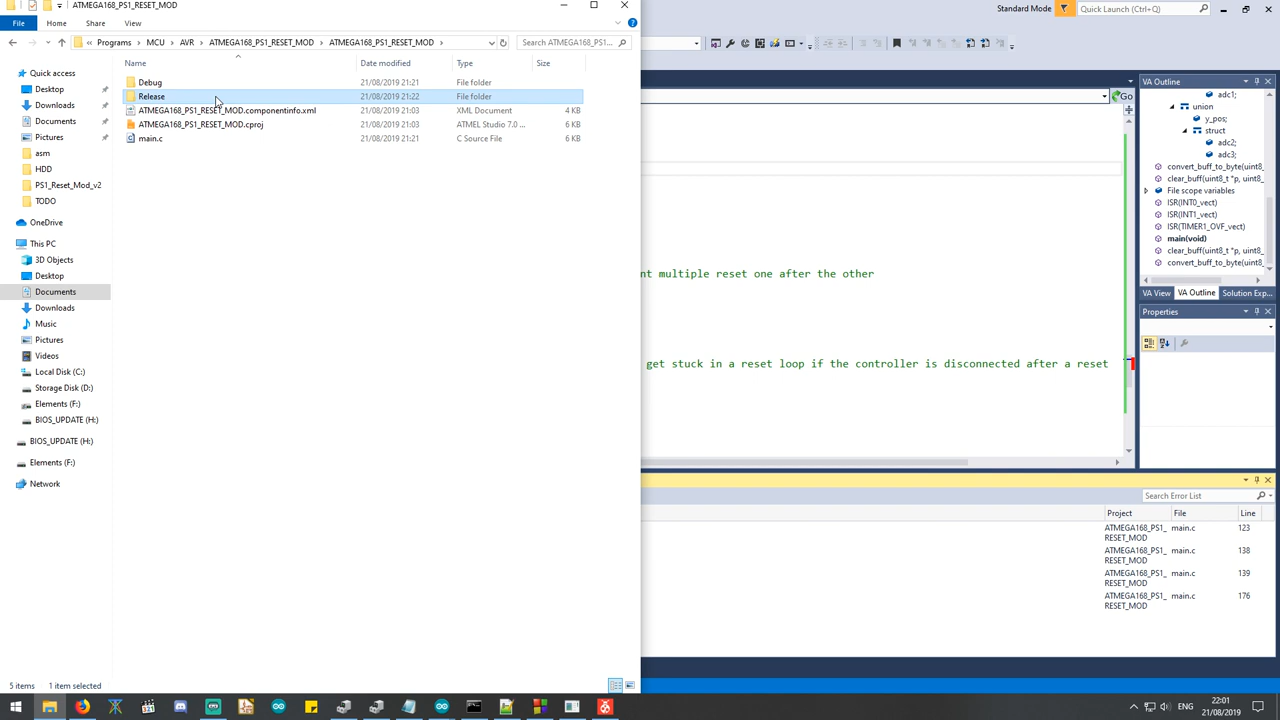 ATMEGA168_PS1_RESET_MOD
File Home Share View
Programs MCU AVR ATMEGA168_PS1_RESET_MOD ATMEGA168_PS1_RESET_MOD
Search ATMEGA168_PS1...
Name Date modified Type Size
Debug 21/08/2019 21:21 File folder
Release 21/08/2019 21:22 File folder
ATMEGA168_PS1_RESET_MOD.componentinfo.xml 21/08/2019 21:03 XML Document 4 KB
ATMEGA168_PS1_RESET_MOD.cproj 21/08/2019 21:03 ATMEL Studio 7.0 ... 6 KB
main.c 21/08/2019 21:21 C Source File 6 KB
Quick access
Desktop
Downloads
Documents
Pictures
asm
HDD
PS1_Reset_Mod_v2
TODO
OneDrive
This PC
3D Objects
Desktop
Documents
Downloads
Music
Pictures
Videos
Local Disk (C:)
Storage Disk (D:)
Elements (F:)
BIOS_UPDATE (H:)
BIOS_UPDATE (H:)
Elements (F:)
Network
5 items 1 item selected
Standard Mode Quick Launch (Ctrl+Q)
Go
nt multiple reset one after the other
get stuck in a reset loop if the controller is disconnected after a reset
VA Outline
adc1;
union
y_pos;
struct
adc2;
adc3;
convert_buff_to_byte(uint8_
clear_buff(uint8_t *p, uint8_
File scope variables
ISR(INT0_vect)
ISR(INT1_vect)
ISR(TIMER1_OVF_vect)
main(void)
clear_buff(uint8_t *p, uint8_
convert_buff_to_byte(uint8_
VA View VA Outline Solution Exp...
Properties
Search Error List
Project File Line
ATMEGA168_PS1_ main.c 123
RESET_MOD
ATMEGA168_PS1_ main.c 138
RESET_MOD
ATMEGA168_PS1_ main.c 139
RESET_MOD
ATMEGA168_PS1_ main.c 176
RESET_MOD
ENG
22:01
21/08/2019